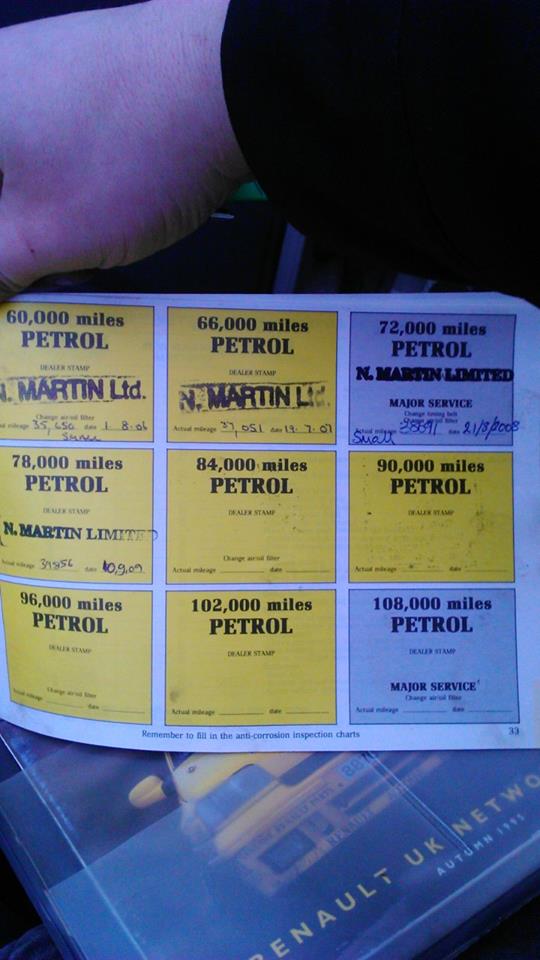 60,000 miles
PETROL
DEALER STAMP
N. MARTIN Ltd.
Change air/oil filter
mileage 35,650 date 1.8.06
66,000 miles
PETROL
DEALER STAMP
N. MARTIN
Actual mileage 37,051 date 19.7.07
72,000 miles
PETROL
N. MARTIN LIMITED
MAJOR SERVICE
Change timing belt
Change air/oil filter
Actual mileage date 21/8/2008
Small
78,000 miles
PETROL
DEALER STAMP
N. MARTIN LIMITED
Actual mileage 39856 date 10,9,09
84,000 miles
PETROL
DEALER STAMP
Change air/oil filter
Actual mileage date
90,000 miles
PETROL
DEALER STAMP
Actual mileage date
96,000 miles
PETROL
DEALER STAMP
Change air/oil filter
Actual mileage date
102,000 miles
PETROL
DEALER STAMP
Actual mileage date
108,000 miles
PETROL
DEALER STAMP
MAJOR SERVICE
Change air/oil filter
Actual mileage date
Remember to fill in the anti-corrosion inspection charts
33
RENAULT UK NETWO
AUTUMN 1995